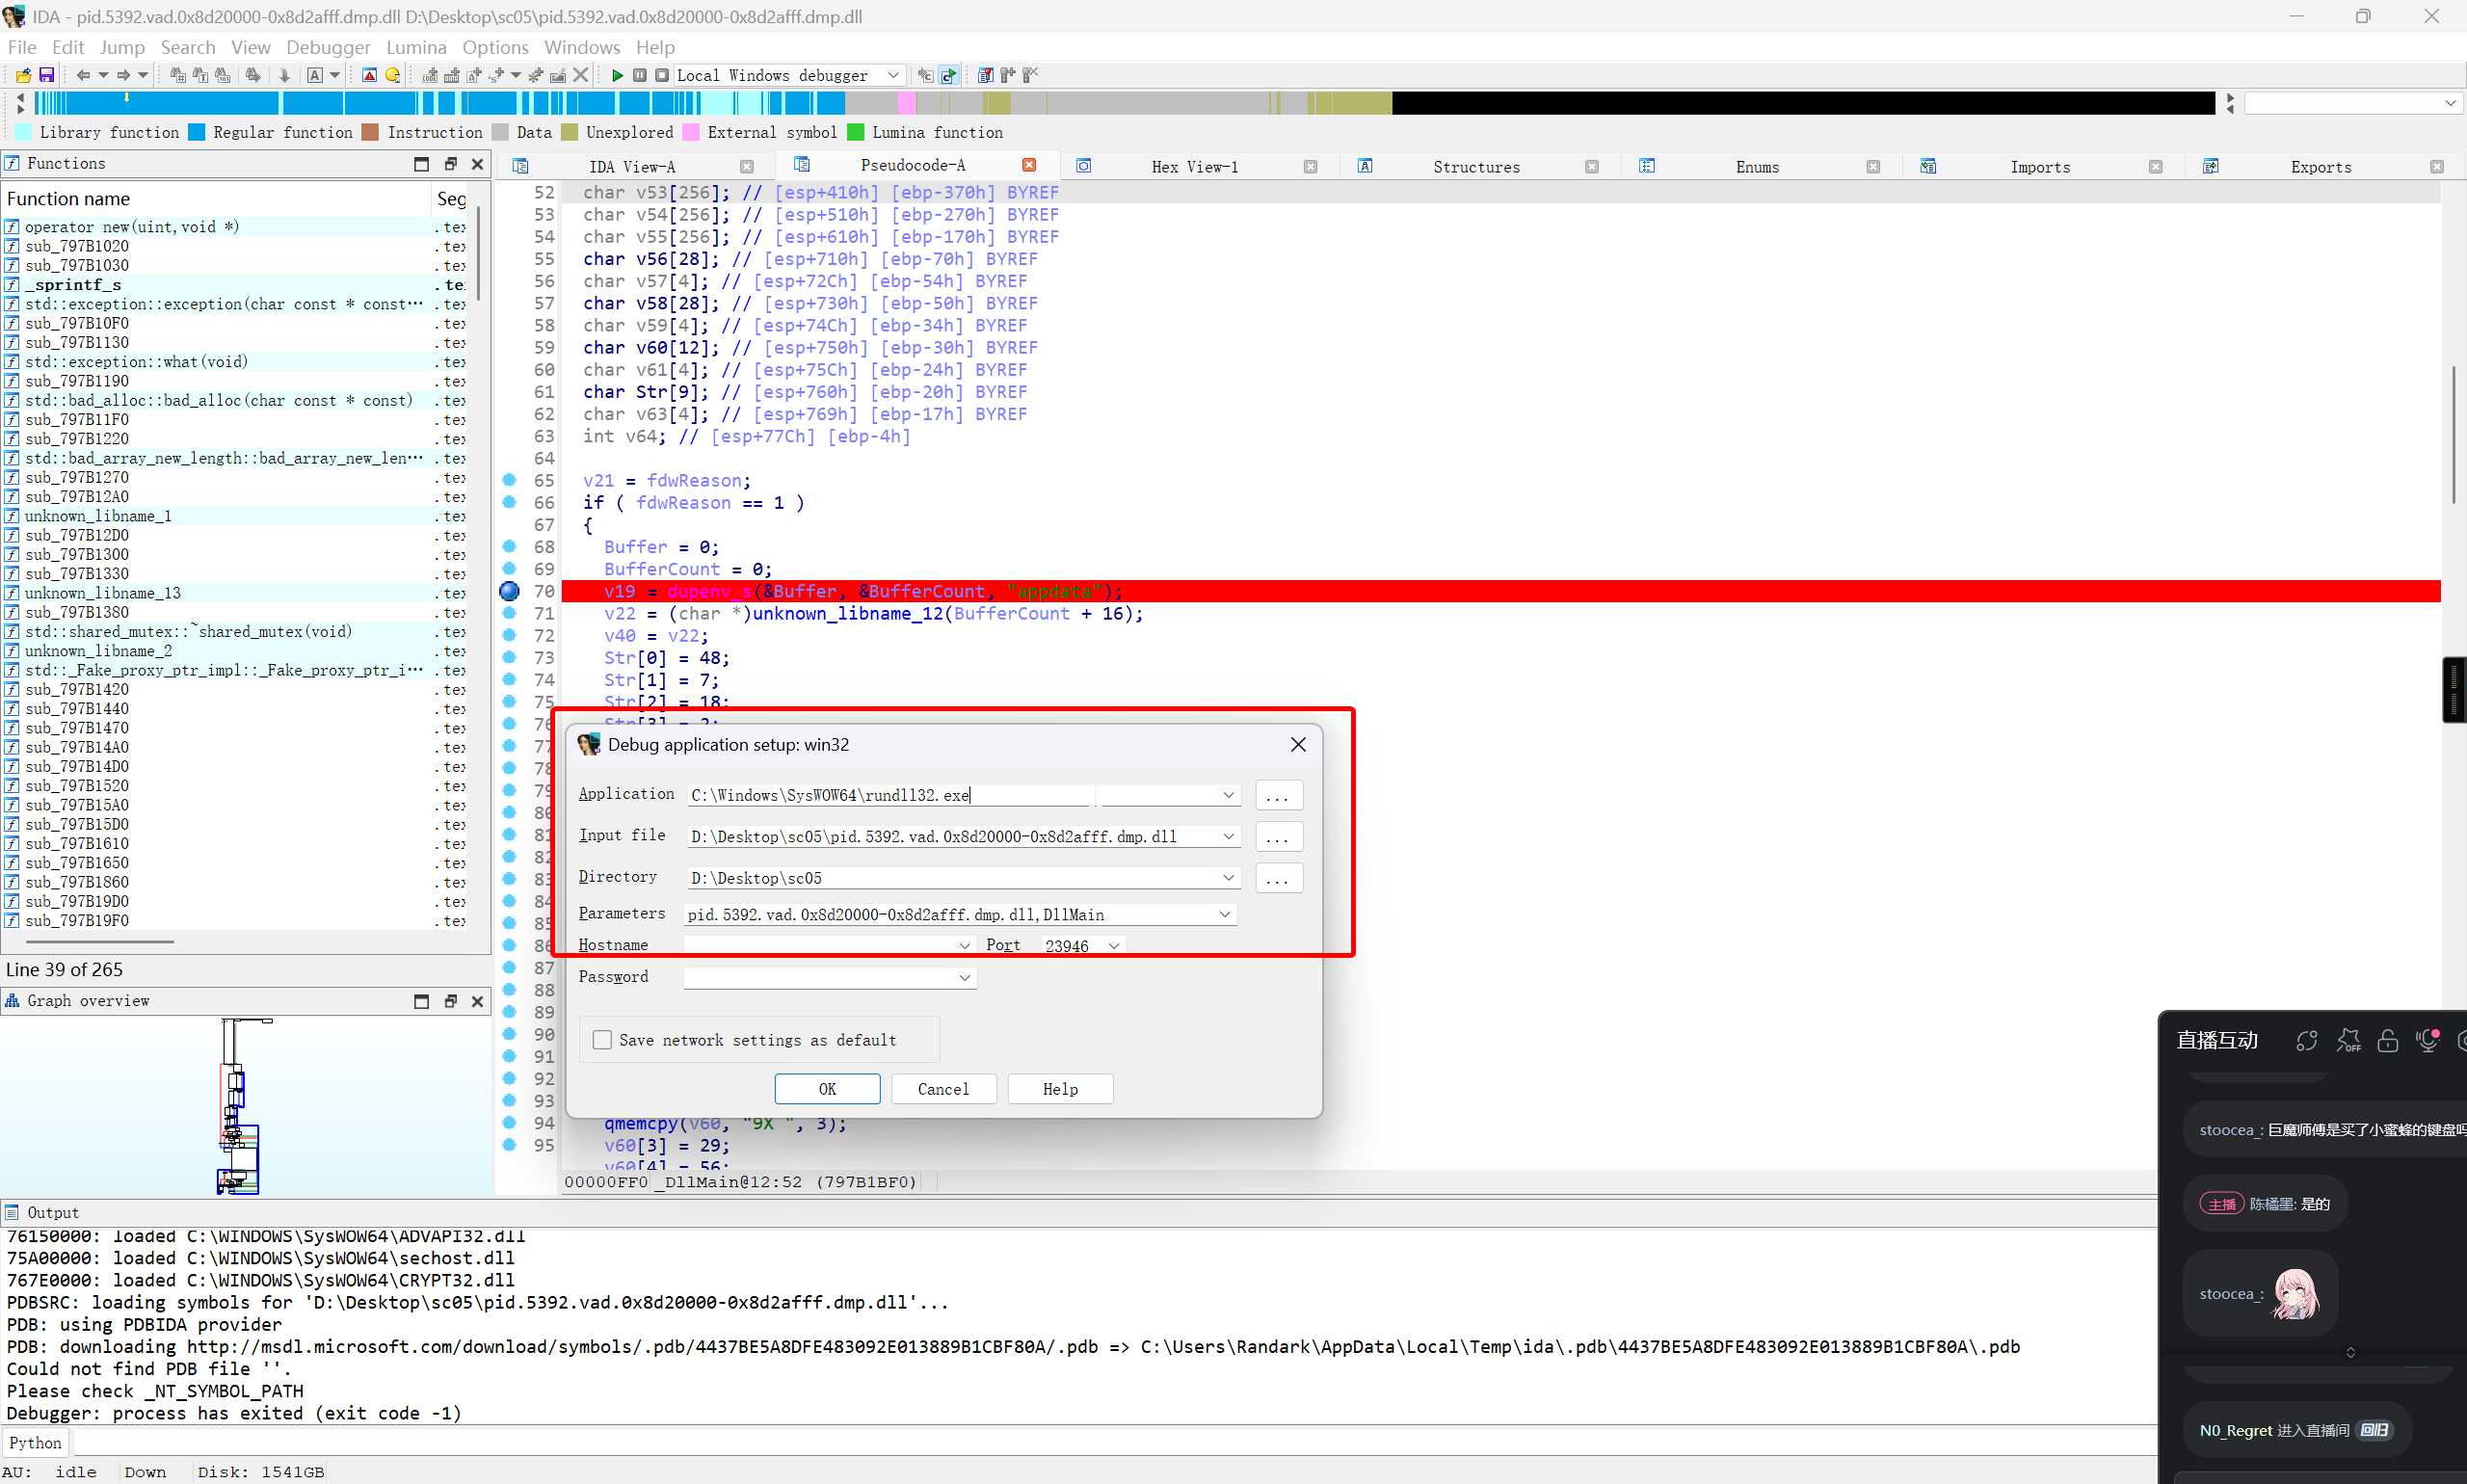 IDA - pid.5392.vad.0x8d20000-0x8d2afff.dmp.dll D:\Desktop\sc05\pid.5392.vad.0x8d20000-0x8d2afff.dmp.dll
File Edit Jump Search View Debugger Lumina Options Windows Help
Local Windows debugger
Library function Regular function Instruction Data Unexplored External symbol Lumina function
Functions
IDA View-A
Pseudocode-A
Hex View-1
Structures
Enums
Imports
Exports
Function name Seg
operator new(uint,void *) .tex
sub_797B1020 .tex
sub_797B1030 .tex
_sprintf_s .te
std::exception::exception(char const * const… .tex
sub_797B10F0 .tex
sub_797B1130 .tex
std::exception::what(void) .tex
sub_797B1190 .tex
std::bad_alloc::bad_alloc(char const * const) .tex
sub_797B11F0 .tex
sub_797B1220 .tex
std::bad_array_new_length::bad_array_new_len… .tex
sub_797B1270 .tex
sub_797B12A0 .tex
unknown_libname_1 .tex
sub_797B12D0 .tex
sub_797B1300 .tex
sub_797B1330 .tex
unknown_libname_13 .tex
sub_797B1380 .tex
std::shared_mutex::~shared_mutex(void) .tex
unknown_libname_2 .tex
std::_Fake_proxy_ptr_impl::_Fake_proxy_ptr_i… .tex
sub_797B1420 .tex
sub_797B1440 .tex
sub_797B1470 .tex
sub_797B14A0 .tex
sub_797B14D0 .tex
sub_797B1520 .tex
sub_797B15A0 .tex
sub_797B15D0 .tex
sub_797B1610 .tex
sub_797B1650 .tex
sub_797B1860 .tex
sub_797B19D0 .tex
sub_797B19F0 .tex
Line 39 of 265
Graph overview
52 char v53[256]; // [esp+410h] [ebp-370h] BYREF
53 char v54[256]; // [esp+510h] [ebp-270h] BYREF
54 char v55[256]; // [esp+610h] [ebp-170h] BYREF
55 char v56[28]; // [esp+710h] [ebp-70h] BYREF
56 char v57[4]; // [esp+72Ch] [ebp-54h] BYREF
57 char v58[28]; // [esp+730h] [ebp-50h] BYREF
58 char v59[4]; // [esp+74Ch] [ebp-34h] BYREF
59 char v60[12]; // [esp+750h] [ebp-30h] BYREF
60 char v61[4]; // [esp+75Ch] [ebp-24h] BYREF
61 char Str[9]; // [esp+760h] [ebp-20h] BYREF
62 char v63[4]; // [esp+769h] [ebp-17h] BYREF
63 int v64; // [esp+77Ch] [ebp-4h]
64
65 v21 = fdwReason;
66 if ( fdwReason == 1 )
67 {
68 Buffer = 0;
69 BufferCount = 0;
70 v19 = dupenv_s(&Buffer, &BufferCount, "appdata");
71 v22 = (char *)unknown_libname_12(BufferCount + 16);
72 v40 = v22;
73 Str[0] = 48;
74 Str[1] = 7;
75 Str[2] = 18;
76 Str[3] = 2;
77
78
79
80
81
82
83
84
85
86
87
88
89
90
91
92
93
94 qmemcpy(v60, "9X ", 3);
95 v60[3] = 29;
v60[4] = 56;
Debug application setup: win32
Application C:\Windows\SysWOW64\rundll32.exe ...
Input file D:\Desktop\sc05\pid.5392.vad.0x8d20000-0x8d2afff.dmp.dll ...
Directory D:\Desktop\sc05 ...
Parameters pid.5392.vad.0x8d20000-0x8d2afff.dmp.dll,DllMain
Hostname Port 23946
Password
Save network settings as default
OK Cancel Help
00000FF0 _DllMain@12:52 (797B1BF0)
Output
76150000: loaded C:\WINDOWS\SysWOW64\ADVAPI32.dll
75A00000: loaded C:\WINDOWS\SysWOW64\sechost.dll
767E0000: loaded C:\WINDOWS\SysWOW64\CRYPT32.dll
PDBSRC: loading symbols for 'D:\Desktop\sc05\pid.5392.vad.0x8d20000-0x8d2afff.dmp.dll'...
PDB: using PDBIDA provider
PDB: downloading http://msdl.microsoft.com/download/symbols/.pdb/4437BE5A8DFE483092E013889B1CBF80A/.pdb => C:\Users\Randark\AppData\Local\Temp\ida\.pdb\4437BE5A8DFE483092E013889B1CBF80A\.pdb
Could not find PDB file ''.
Please check _NT_SYMBOL_PATH
Debugger: process has exited (exit code -1)
Python
AU: idle Down Disk: 1541GB
直播互动
OFF
stoocea_: 巨魔师傅是买了小蜜蜂的键盘吗
主播 陈橘墨: 是的
stoocea_:
N0_Regret 进入直播间 回归